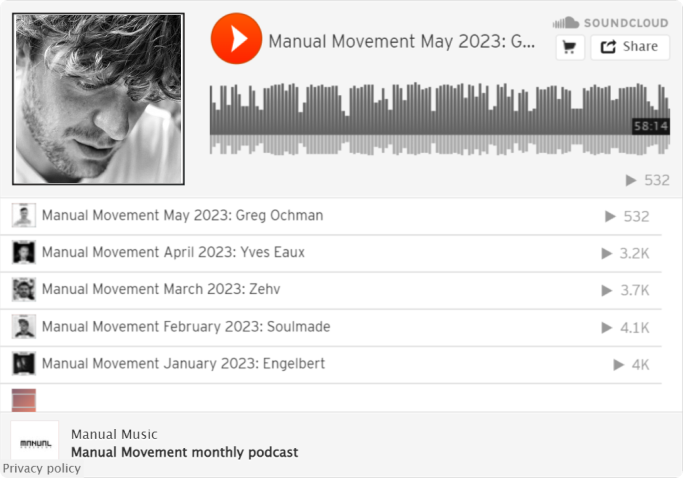 SOUNDCLOUD
Manual Movement May 2023: G...
Share
58:14
532
Manual Movement May 2023: Greg Ochman
532
Manual Movement April 2023: Yves Eaux
3.2K
Manual Movement March 2023: Zehv
3.7K
Manual Movement February 2023: Soulmade
4.1K
Manual Movement January 2023: Engelbert
4K
MANUAL
Manual Music
Manual Movement monthly podcast
Privacy policy